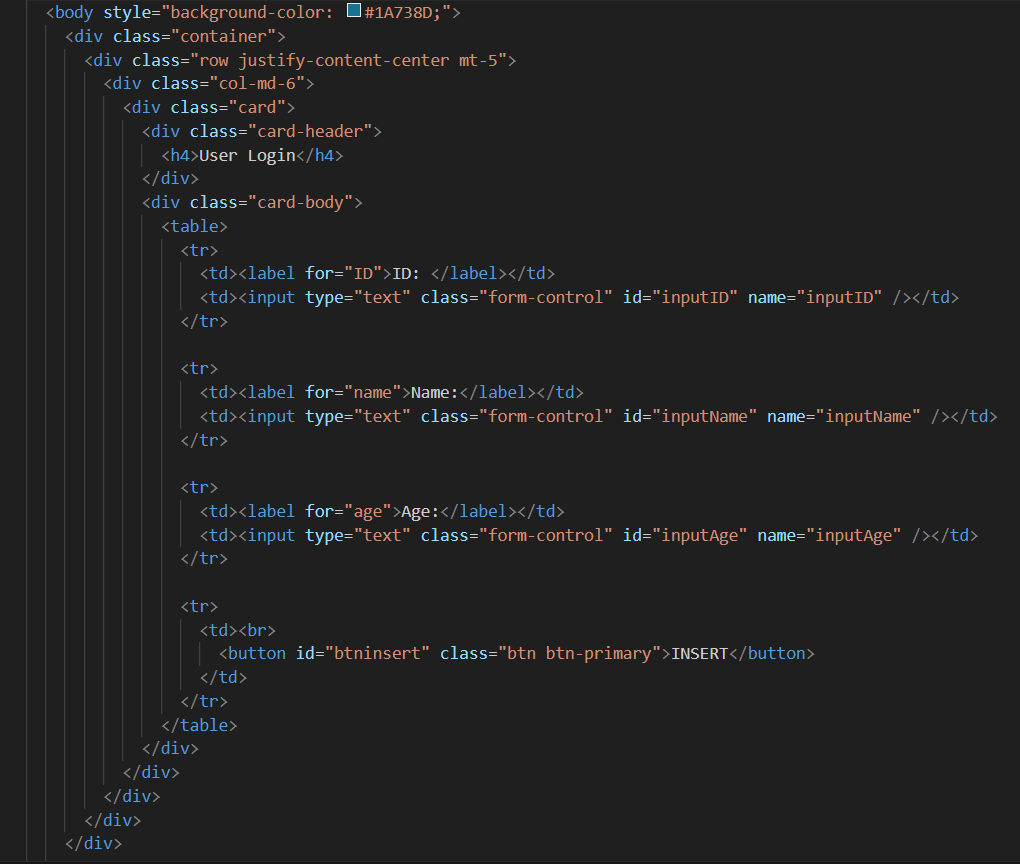 <body style="background-color: #1A738D;">
<div class="container">
<div class="row justify-content-center mt-5">
<div class="col-md-6">
<div class="card">
<div class="card-header">
<h4>User Login</h4>
</div>
<div class="card-body">
<table>
<tr>
<td><label for="ID">ID: </label></td>
<td><input type="text" class="form-control" id="inputID" name="inputID" /></td>
</tr>
<tr>
<td><label for="name">Name:</label></td>
<td><input type="text" class="form-control" id="inputName" name="inputName" /></td>
</tr>
<tr>
<td><label for="age">Age:</label></td>
<td><input type="text" class="form-control" id="inputAge" name="inputAge" /></td>
</tr>
<tr>
<td><br>
<button id="btninsert" class="btn btn-primary">INSERT</button>
</td>
</tr>
</table>
</div>
</div>
</div>
</div>
</div>